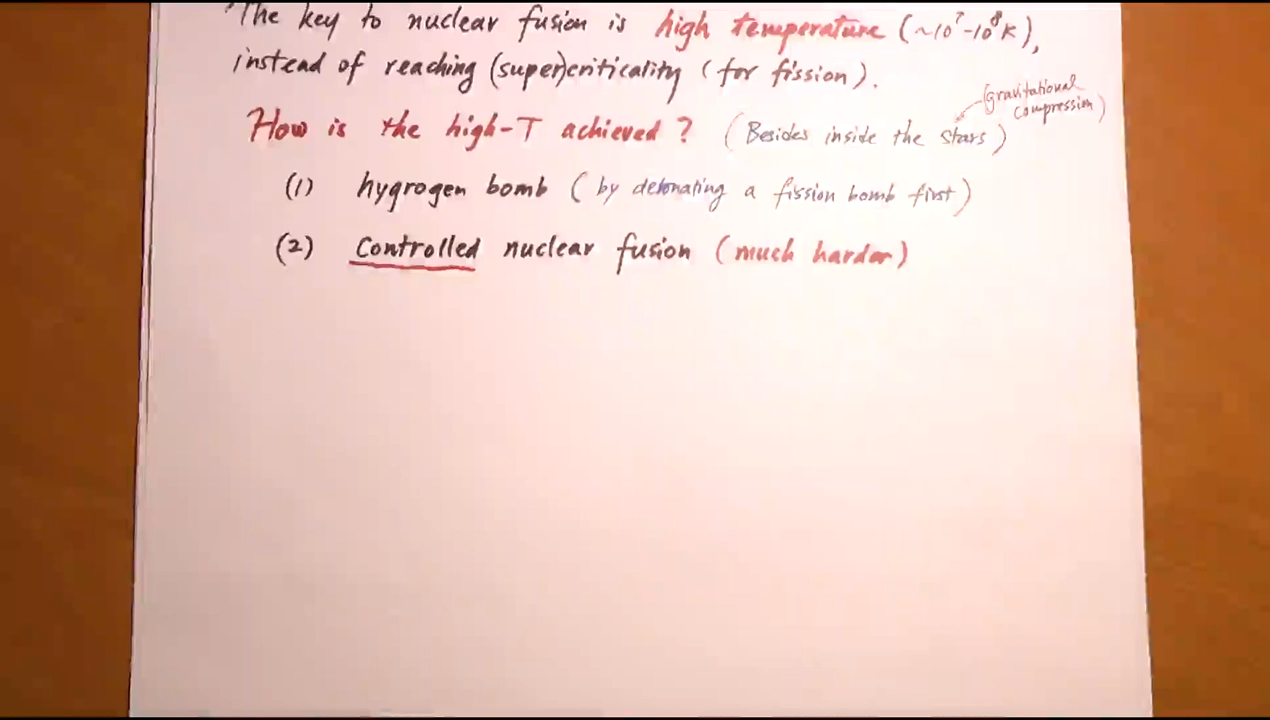 The key to nuclear fusion is high temperature (~10⁷-10⁸K),
instead of reaching (super)criticality (for fission).
(gravitational
compression)
How is the high-T achieved? (Besides inside the stars)
(1) hygrogen bomb (by detonating a fission bomb first)
(2) Controlled nuclear fusion (much harder)